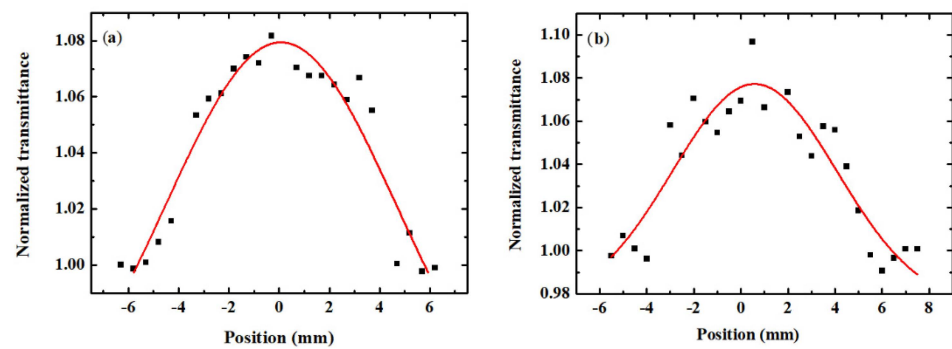 (a)
Normalized transmittance
1.08
1.06
1.04
1.02
1.00
-6 -4 -2 0 2 4 6
Position (mm)
(b)
Normalized transmittance
1.10
1.08
1.06
1.04
1.02
1.00
0.98
-6 -4 -2 0 2 4 6 8
Position (mm)